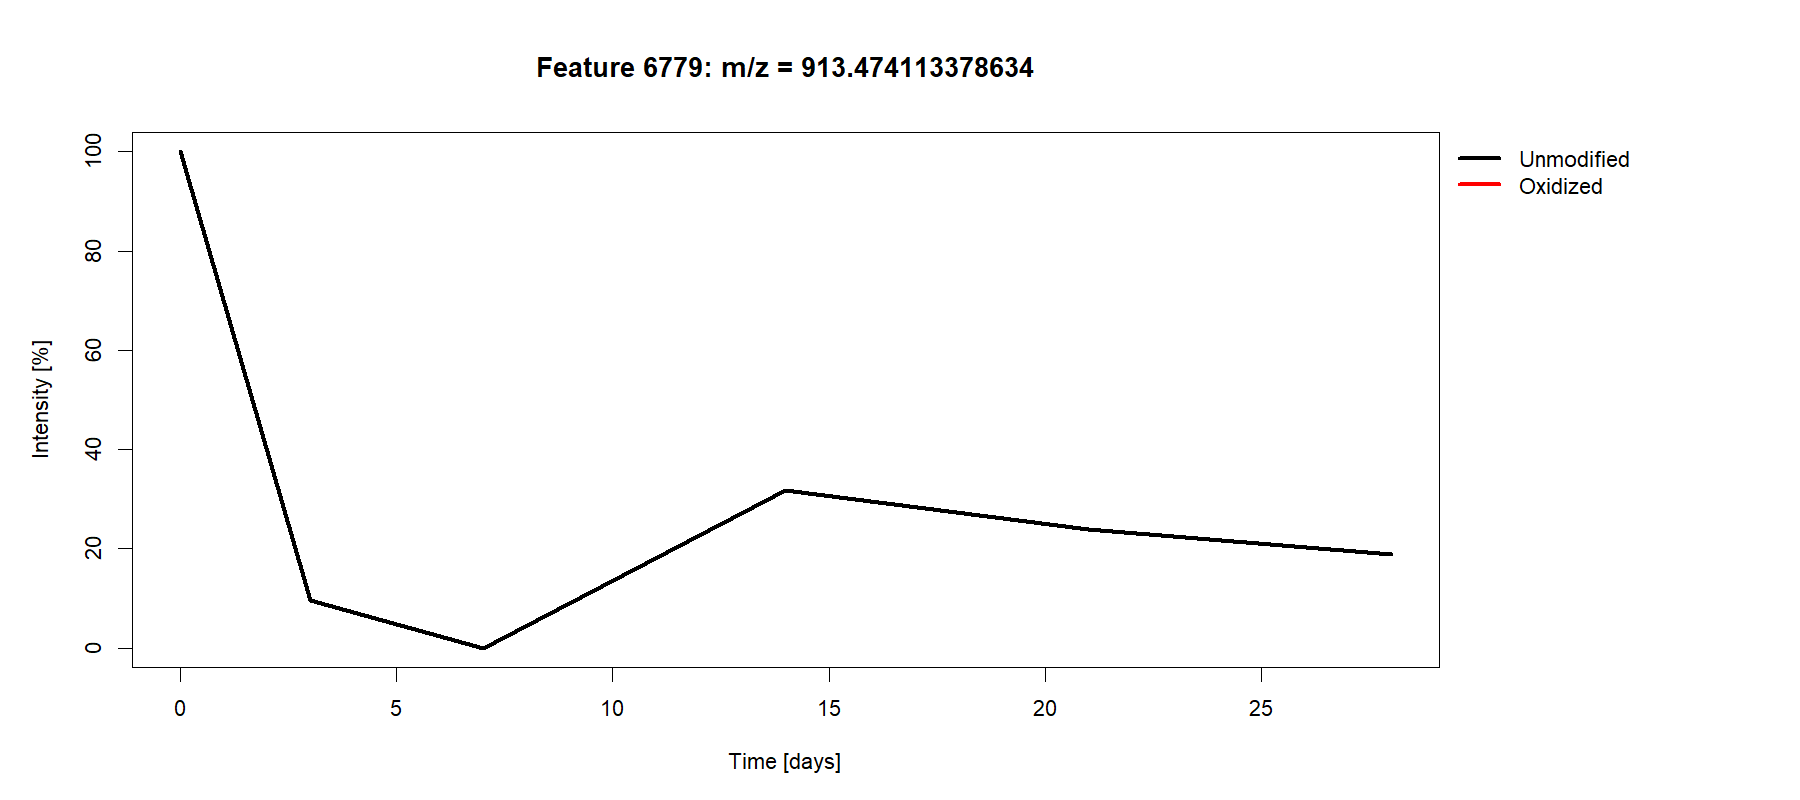 Feature 6779: m/z = 913.474113378634
Unmodified
Oxidized
Intensity [%]
100
80
60
40
20
0
0 5 10 15 20 25
Time [days]